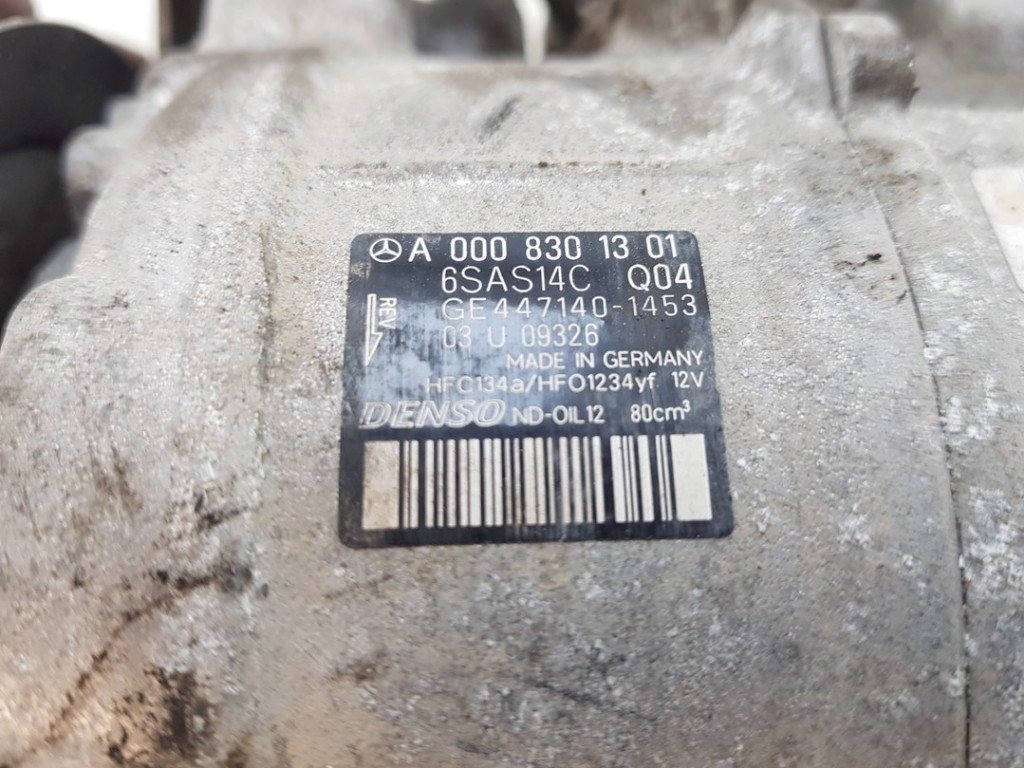 A 000 830 13 01
6SAS14C Q04
REV
GE447140-1453
03 U 09326
MADE IN GERMANY
HFC134a/HFO1234yf 12V
DENSO ND-OIL12 80cm³